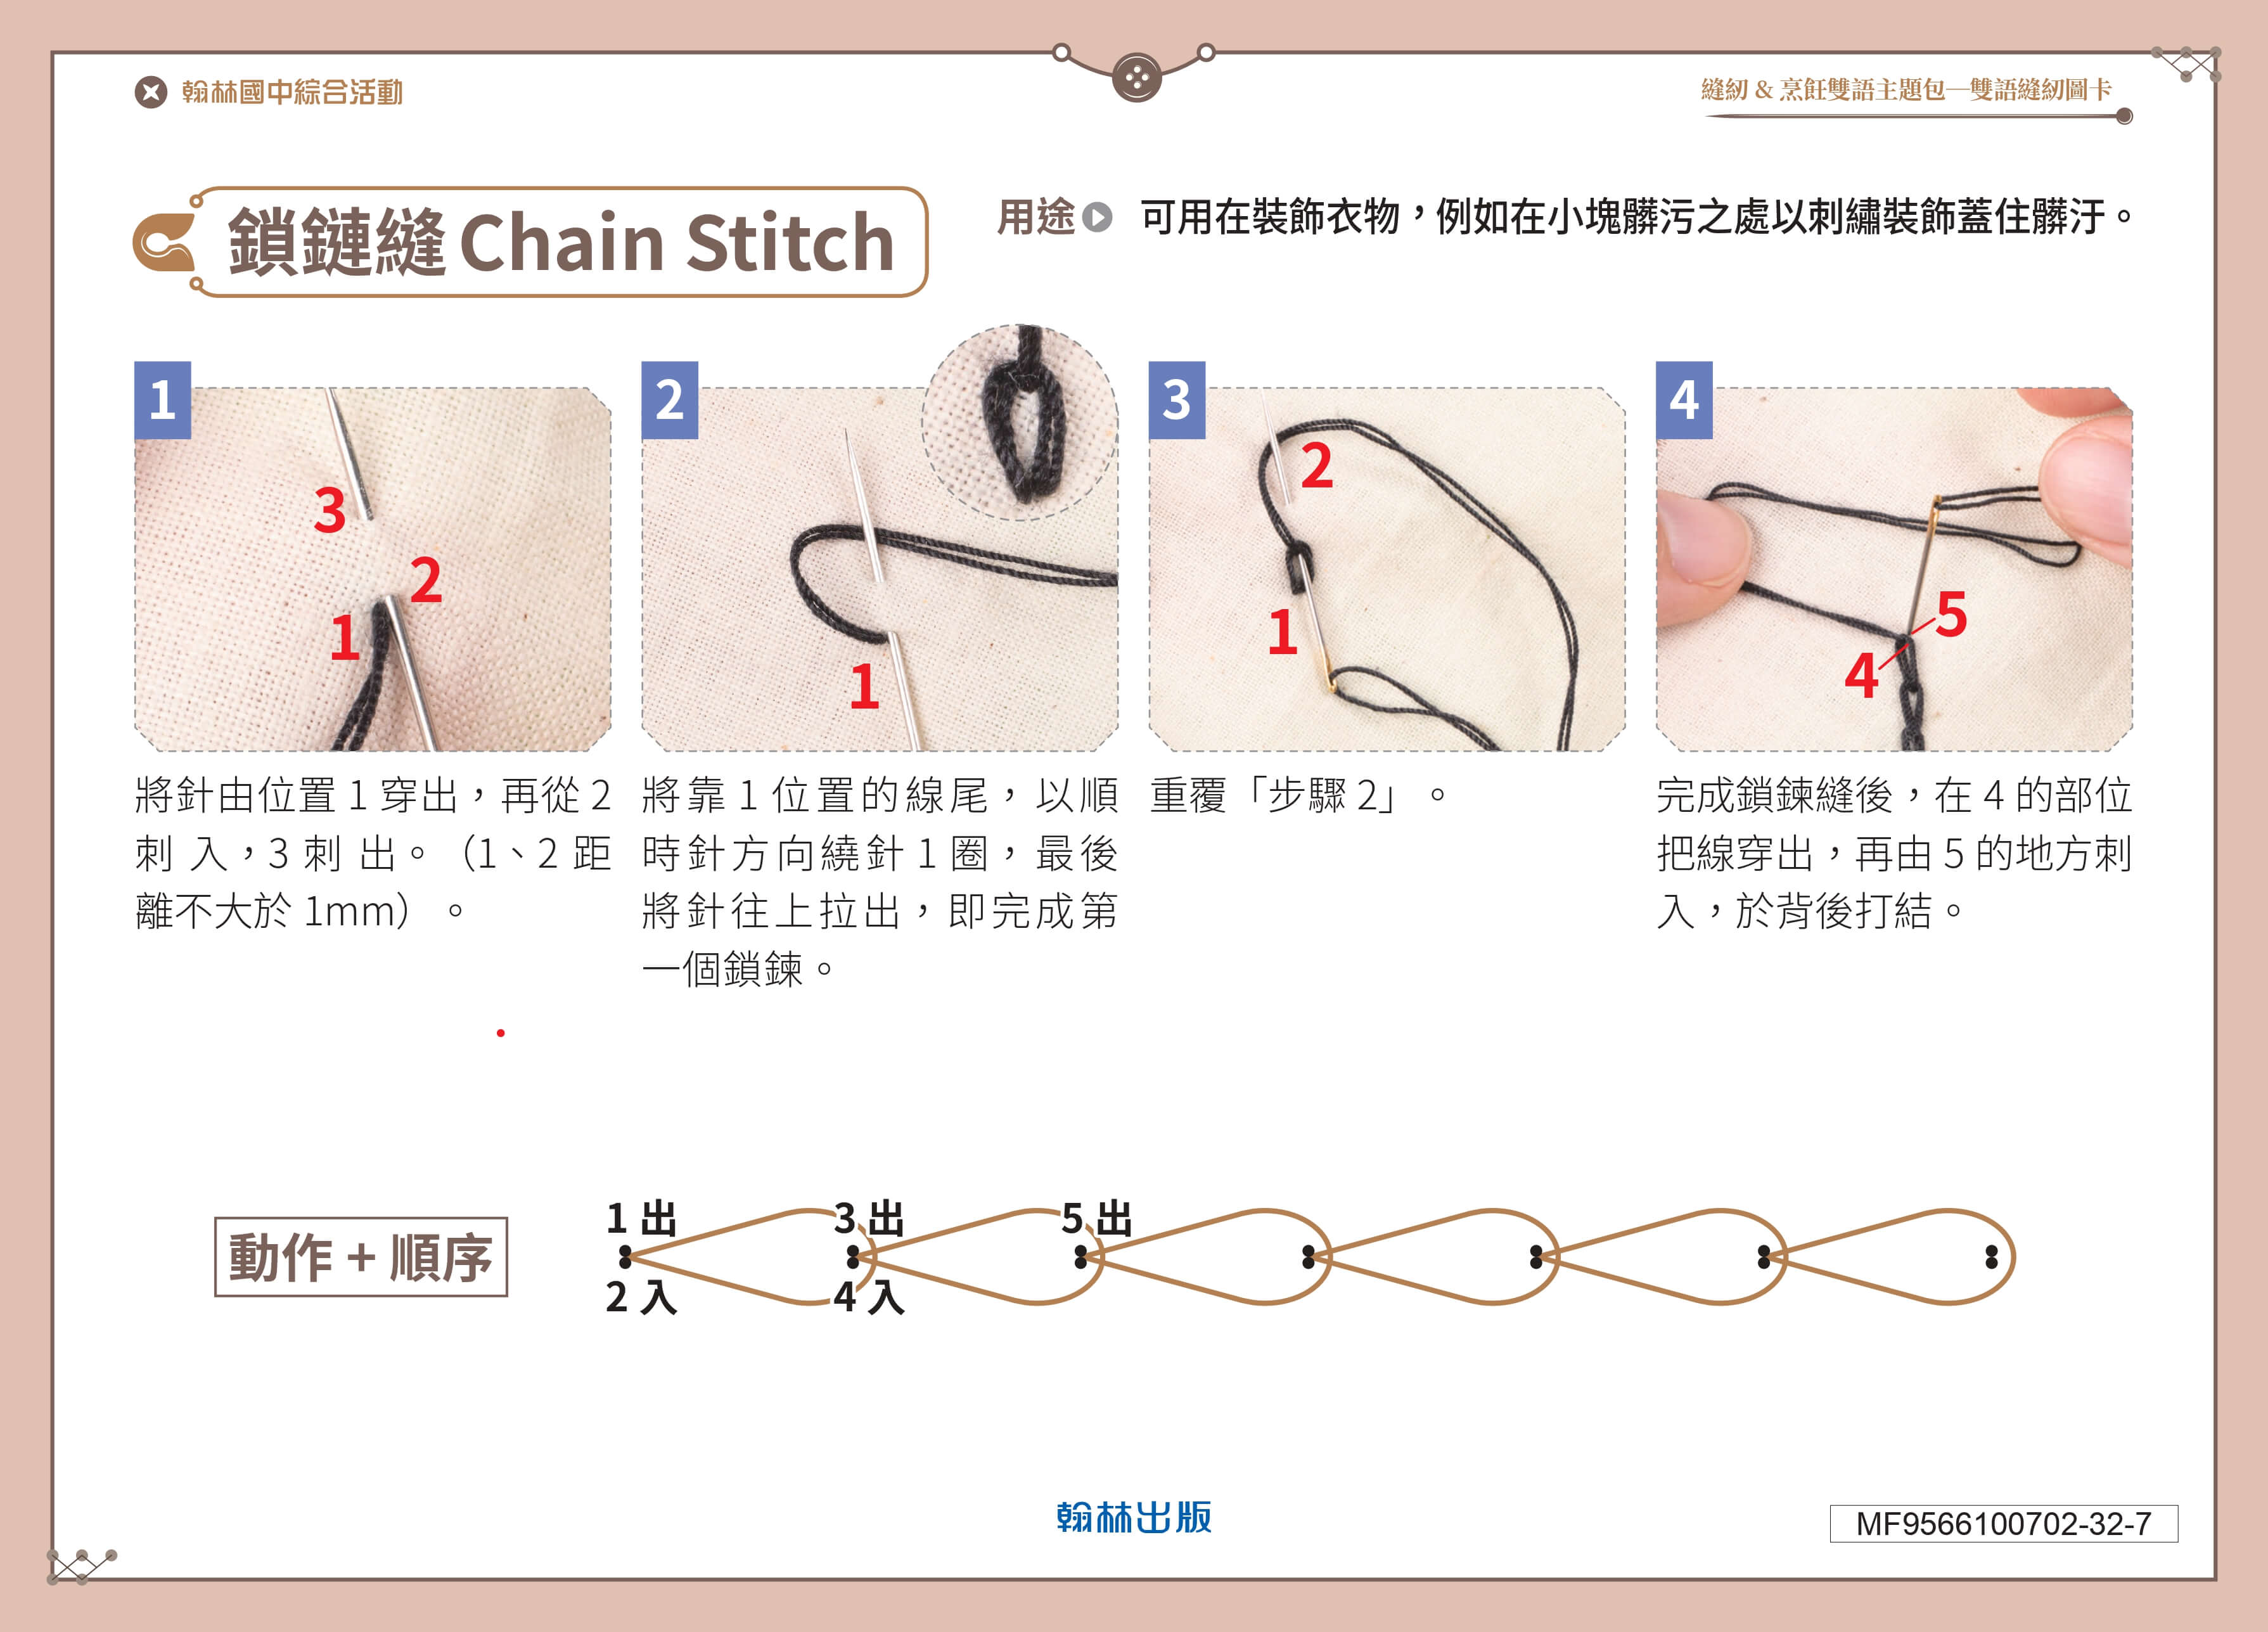 翰林國中綜合活動
縫紉 & 烹飪雙語主題包─雙語縫紉圖卡
鎖鏈縫 Chain Stitch
用途 可用在裝飾衣物，例如在小塊髒污之處以刺繡裝飾蓋住髒汙。
1
3
2
1
將針由位置 1 穿出，再從 2
刺入，3 刺出。（1、2 距
離不大於 1mm）。
2
1
將靠 1 位置的線尾，以順
時針方向繞針 1 圈，最後
將針往上拉出，即完成第
一個鎖鍊。
3
2
1
重覆「步驟 2」。
4
5
4
完成鎖鍊縫後，在 4 的部位
把線穿出，再由 5 的地方刺
入，於背後打結。
動作 + 順序
1 出 3 出 5 出
2 入 4 入
翰林出版
MF9566100702-32-7